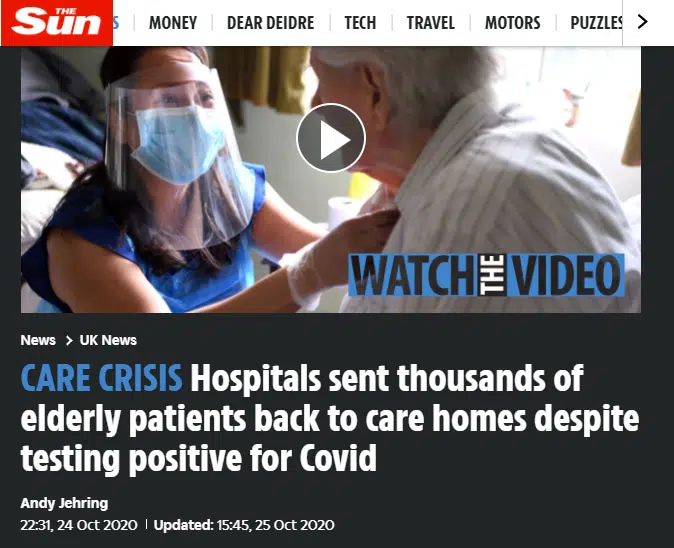 THE
Sun
MONEY
DEAR DEIDRE
TECH
TRAVEL
MOTORS
PUZZLES
WATCH THE VIDEO
News > UK News
CARE CRISIS Hospitals sent thousands of
elderly patients back to care homes despite
testing positive for Covid
Andy Jehring
22:31, 24 Oct 2020 | Updated: 15:45, 25 Oct 2020